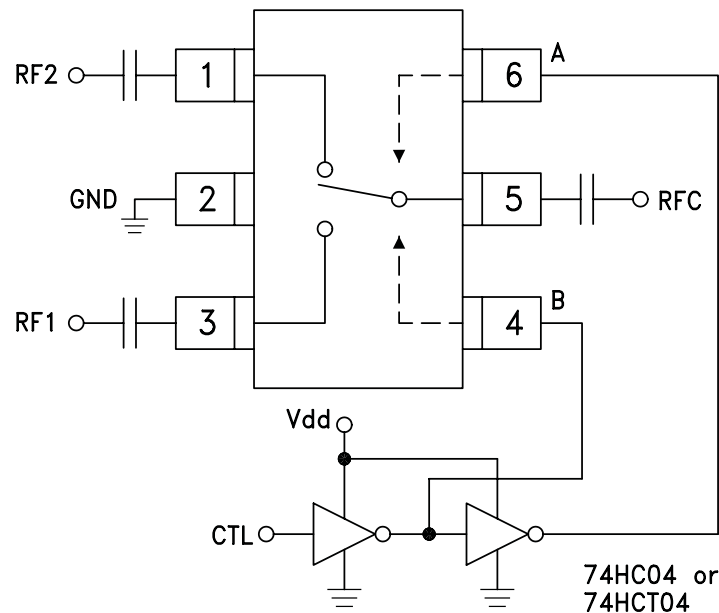 A
RF2 1 6
GND 2 5 RFC
B
RF1 3 4
Vdd
CTL
74HC04 or
74HCT04